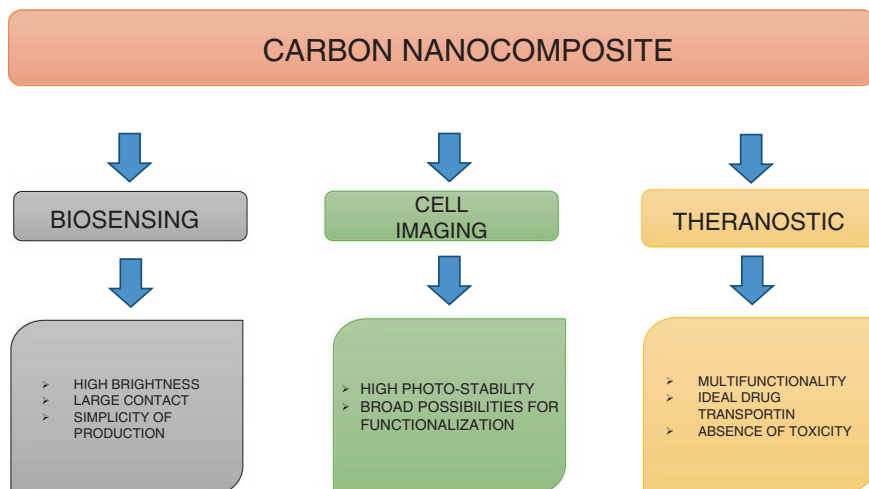 CARBON NANOCOMPOSITE
BIOSENSING
CELL
IMAGING
THERANOSTIC
HIGH BRIGHTNESS
LARGE CONTACT
SIMPLICITY OF
PRODUCTION
HIGH PHOTO-STABILITY
BROAD POSSIBILITIES FOR
FUNCTIONALIZATION
MULTIFUNCTIONALITY
IDEAL DRUG
TRANSPORTIN
ABSENCE OF TOXICITY